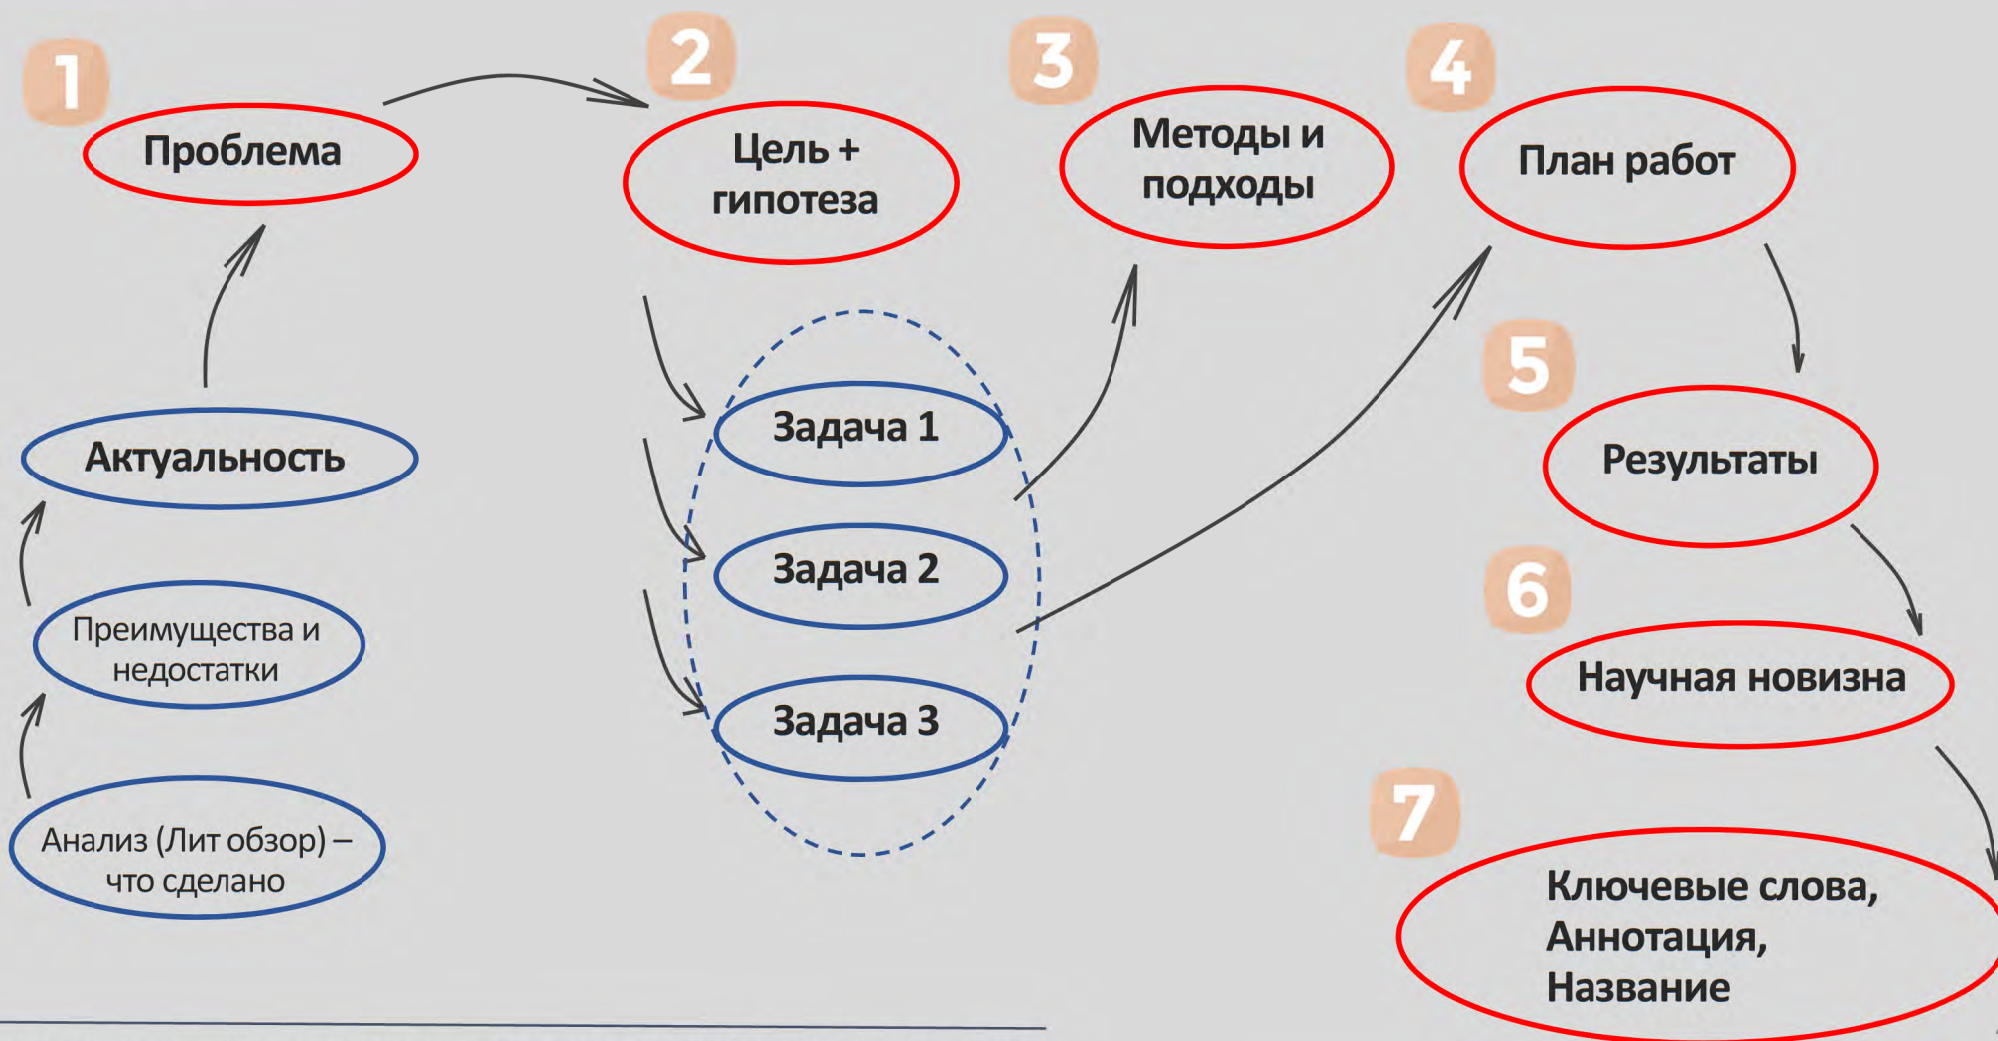 1
Проблема
Актуальность
Преимущества и
недостатки
Анализ (Лит обзор) –
что сделано
2
Цель +
гипотеза
Задача 1
Задача 2
Задача 3
3
Методы и
подходы
4
План работ
5
Результаты
6
Научная новизна
7
Ключевые слова,
Аннотация,
Название